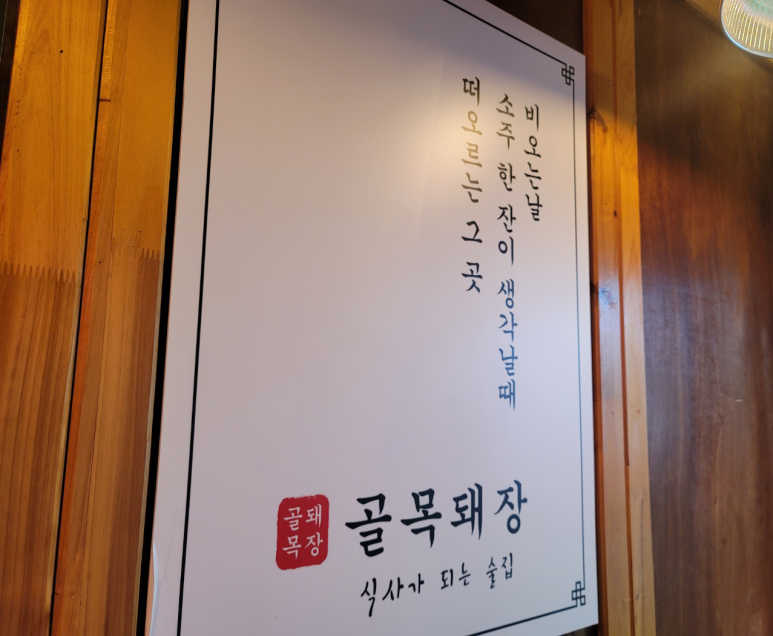 비오는날
소주 한 잔이 생각날때
떠오르는 그 곳
골돼
목장
골목돼장
식사가 되는 술집